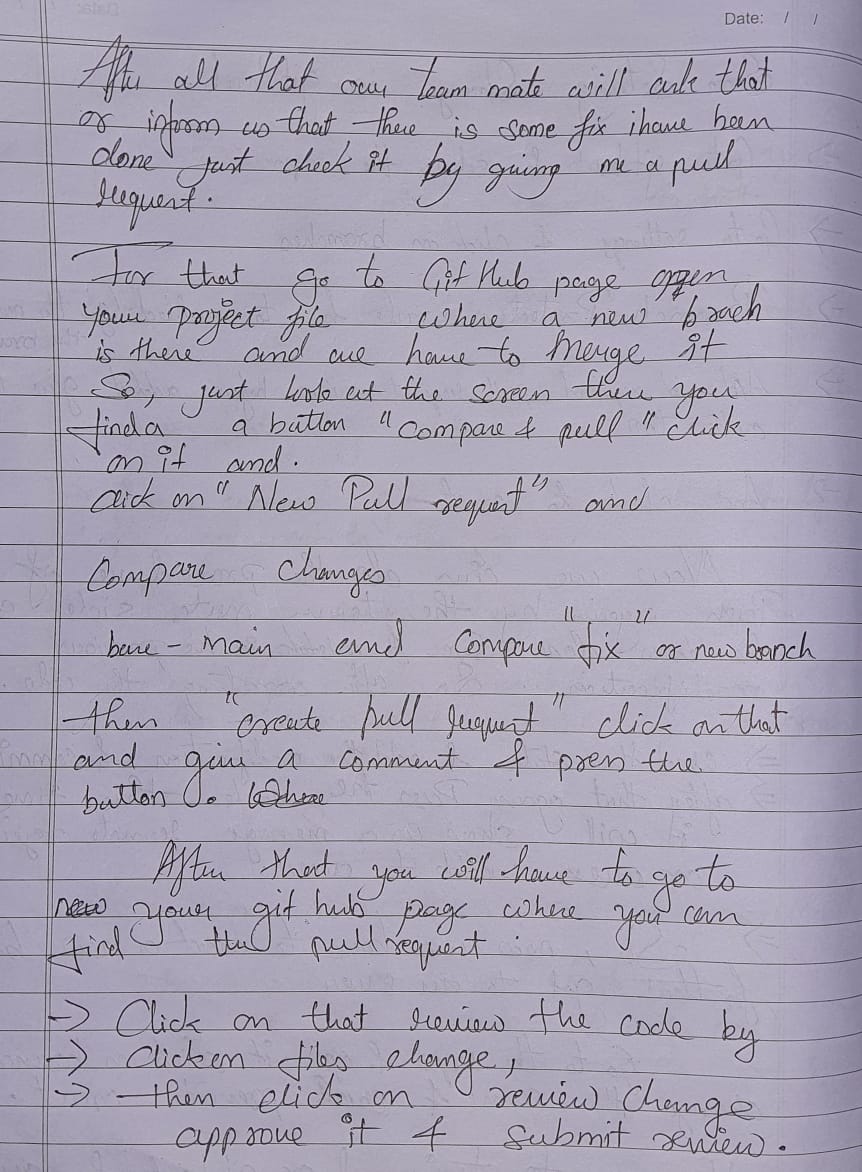 Date: / /
After all that our team mate will ask that
or inform us that there is some fix ihave been
done just check it by giving me a pull
request.
For that go to GitHub page open
your project file where a new brach
is there and we have to merge it
So, just look at the screen there you
finda a button "compare & pull" click
on it and.
click on "New Pull request" and
Compare changes
base - main and compare "fix" or new branch
then "create pull request" click on that
and give a comment & press the
button. Where
After that you will have to go to
new your git hub page where you can
find the pull request
-> Click on that review the code by
-> Click on files change,
-> then click on review change
approve it & submit review.